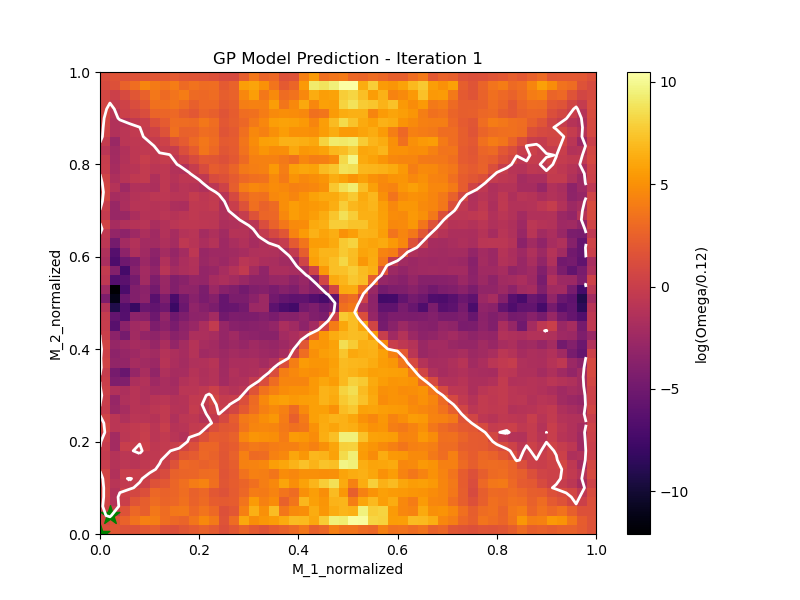 GP Model Prediction - Iteration 1
1.0
0.8
0.6
0.4
0.2
0.0
M_2_normalized
0.0 0.2 0.4 0.6 0.8 1.0
M_1_normalized
10
5
0
−5
−10
log(Omega/0.12)